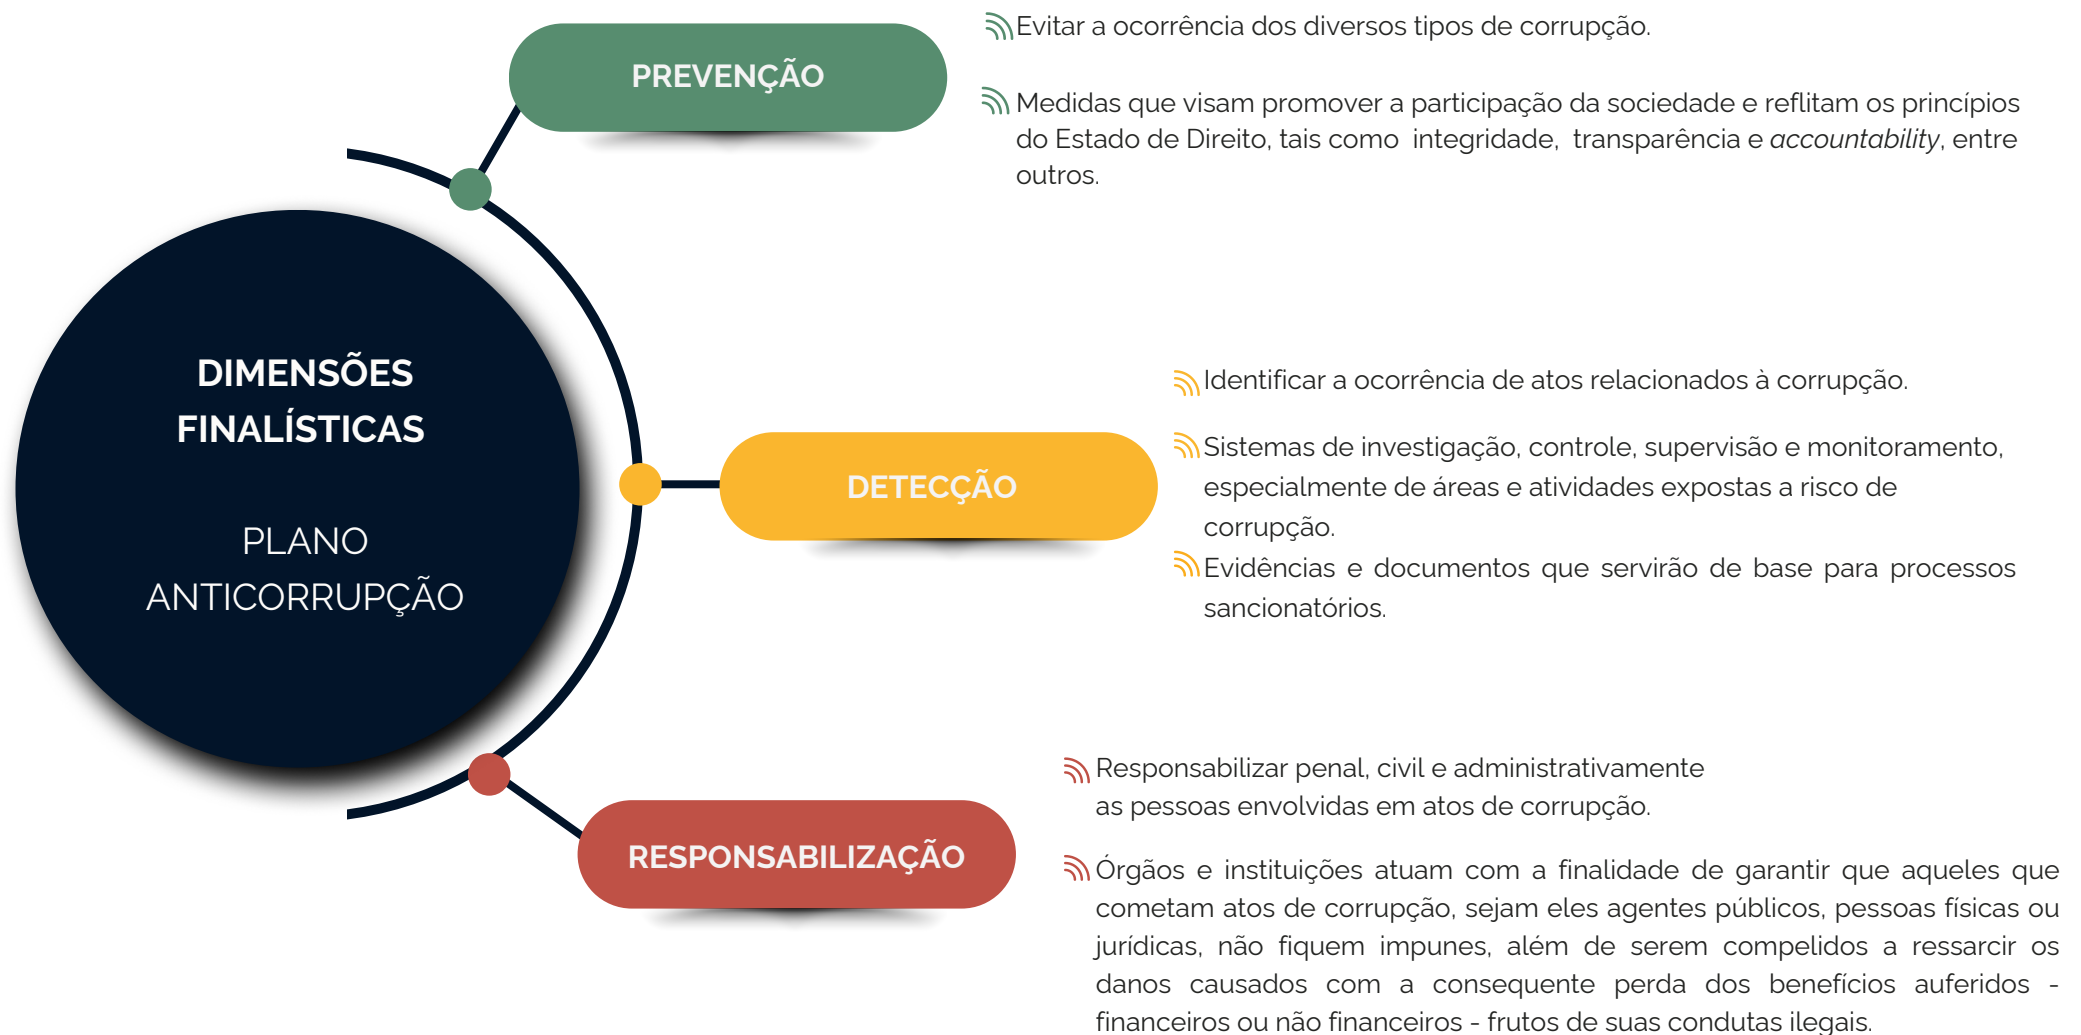 DIMENSÕES
FINALÍSTICAS
PLANO
ANTICORRUPÇÃO
PREVENÇÃO
Evitar a ocorrência dos diversos tipos de corrupção.
Medidas que visam promover a participação da sociedade e reflitam os princípios
do Estado de Direito, tais como integridade, transparência e accountability, entre
outros.
DETECÇÃO
Identificar a ocorrência de atos relacionados à corrupção.
Sistemas de investigação, controle, supervisão e monitoramento,
especialmente de áreas e atividades expostas a risco de
corrupção.
Evidências e documentos que servirão de base para processos
sancionatórios.
RESPONSABILIZAÇÃO
Responsabilizar penal, civil e administrativamente
as pessoas envolvidas em atos de corrupção.
Órgãos e instituições atuam com a finalidade de garantir que aqueles que
cometam atos de corrupção, sejam eles agentes públicos, pessoas físicas ou
jurídicas, não fiquem impunes, além de serem compelidos a ressarcir os
danos causados com a consequente perda dos benefícios auferidos -
financeiros ou não financeiros - frutos de suas condutas ilegais.